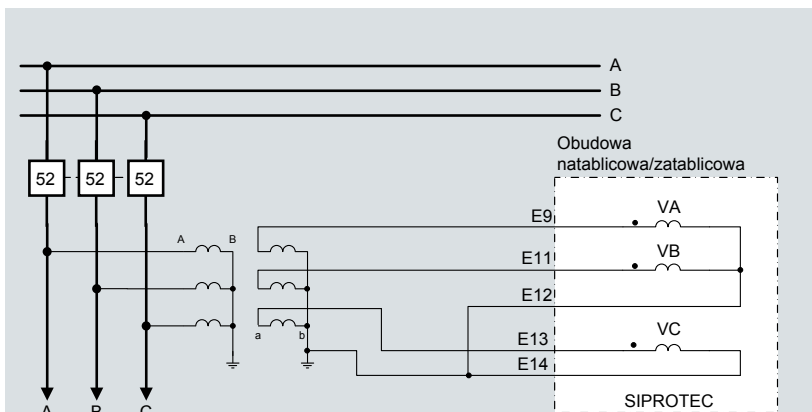 A
B
C
Obudowa
natablicowa/zatablicowa
52 52 52
E9 VA
A B
E11 VB
E12
a b
E13 VC
E14
SIPROTEC
A B C